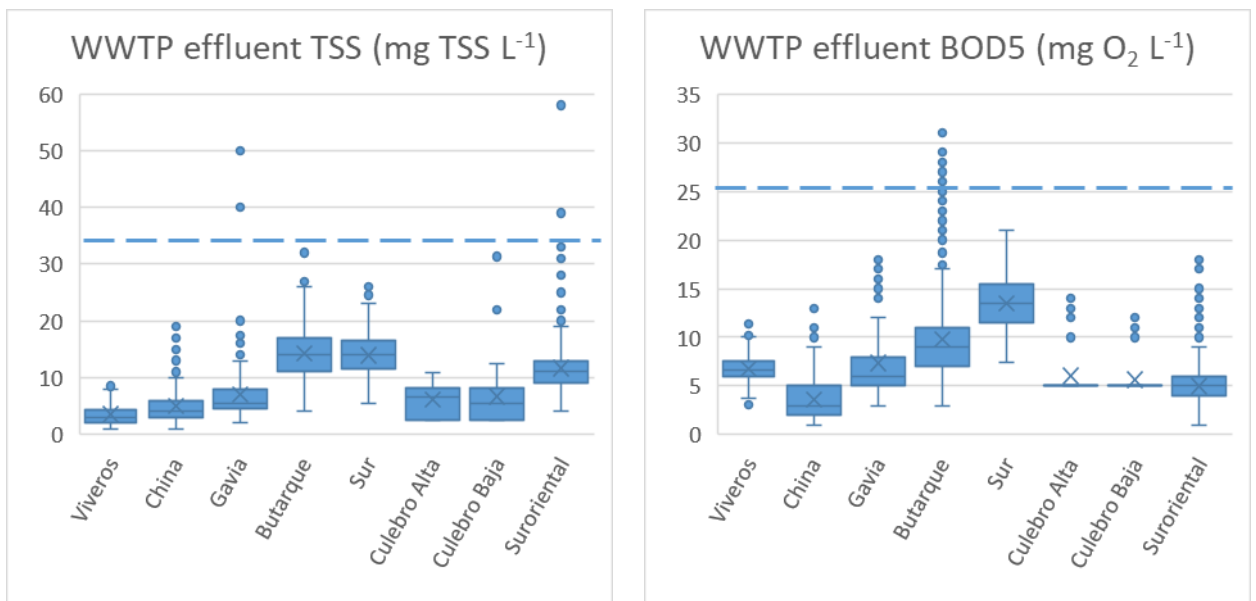 WWTP effluent TSS (mg TSS L⁻¹)
60
50
40
30
20
10
0
Viveros
China
Gavia
Butarque
Sur
Culebro Alta
Culebro Baja
Suroriental
WWTP effluent BOD5 (mg O₂ L⁻¹)
35
30
25
20
15
10
5
0
Viveros
China
Gavia
Butarque
Sur
Culebro Alta
Culebro Baja
Suroriental